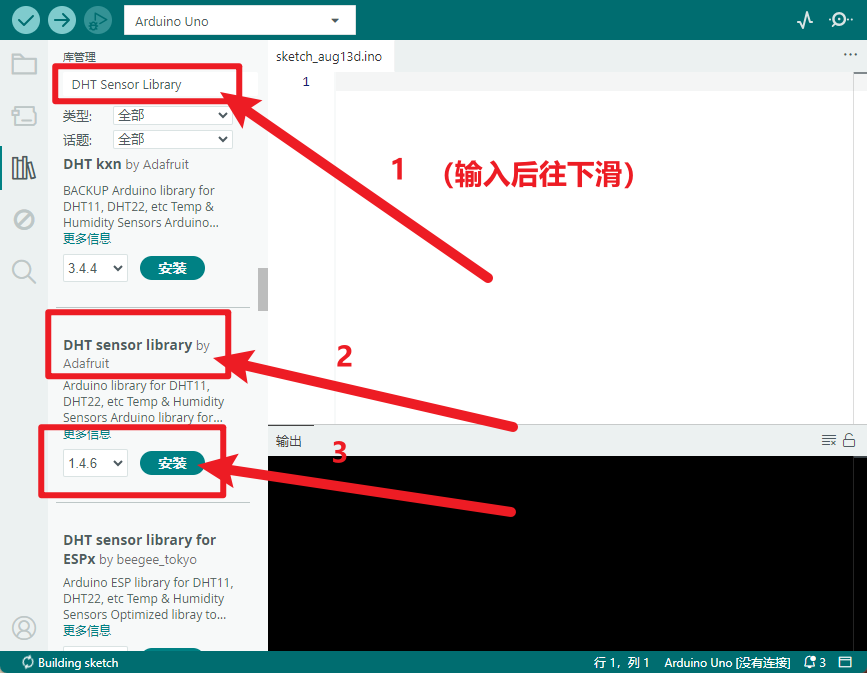 Arduino Uno
库管理
sketch_aug13d.ino
DHT Sensor Library
1
类型:
全部
话题:
全部
1
(输入后往下滑)
DHT kxn by Adafruit
BACKUP Arduino library for
DHT11, DHT22, etc Temp &
Humidity Sensors Arduino...
更多信息
3.4.4
安装
DHT sensor library by
Adafruit
2
Arduino library for DHT11,
DHT22, etc Temp & Humidity
Sensors Arduino library for...
更多信息
输出
3
1.4.6
安装
DHT sensor library for
ESPx by beegee_tokyo
Arduino ESP library for DHT11,
DHT22, etc Temp & Humidity
Sensors Optimized libray to...
更多信息
Building sketch
行 1，列 1
Arduino Uno [没有连接]
3